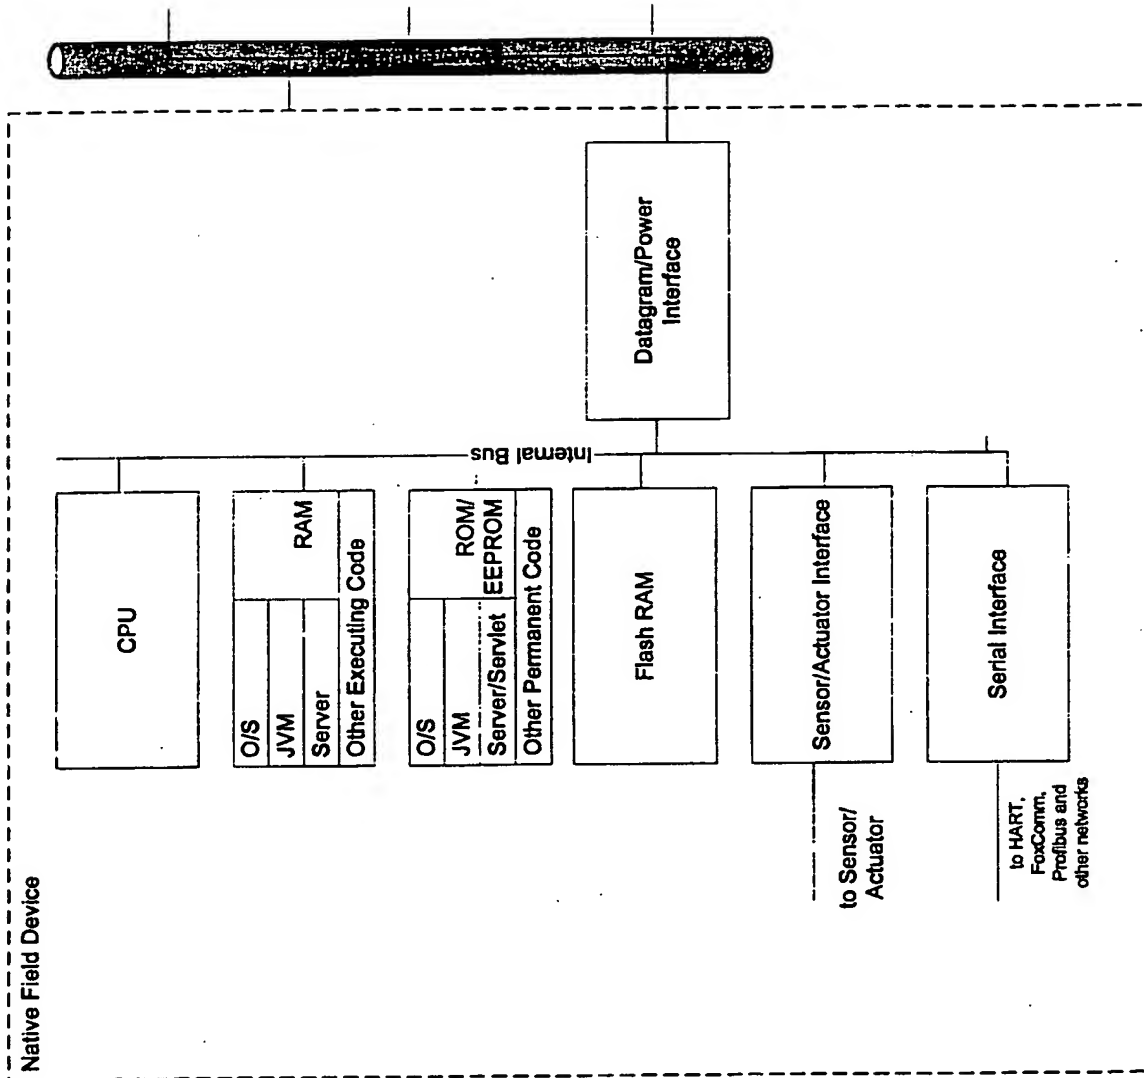 Native Field Device
CPU
O/S
JVM
Server
RAM
Other Executing Code
O/S
JVM
Server/Servlet
ROM/
EEPROM
Other Permanent Code
Flash RAM
Sensor/Actuator Interface
Serial Interface
Internal Bus
Datagram/Power
Interface
to Sensor/
Actuator
to HART,
FoxComm,
Profibus and
other networks